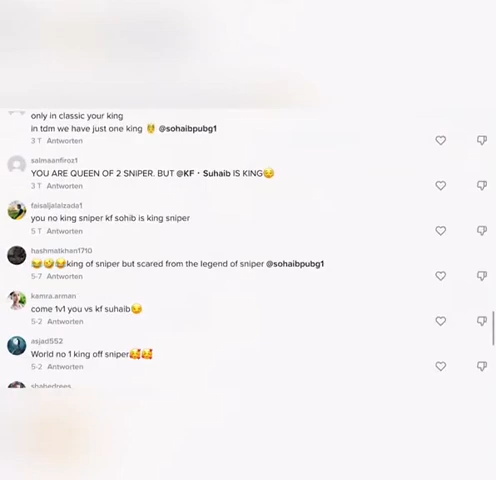 only in classic your king
in tdm we have just one king 🤴 @sohaibpubg1
3 T Antworten
salmaanfiroz1
YOU ARE QUEEN OF 2 SNIPER. BUT @KF・Suhaib IS KING😏
3 T Antworten
faisaljalalzada1
you no king sniper kf sohib is king sniper
5 T Antworten
hashmatkhan1710
😂🤣😂king of sniper but scared from the legend of sniper @sohaibpubg1
5-7 Antworten
kamra.arman
come 1v1 you vs kf suhaib😏
5-2 Antworten
asjad552
World no 1 king off sniper🥰🥰
5-2 Antworten